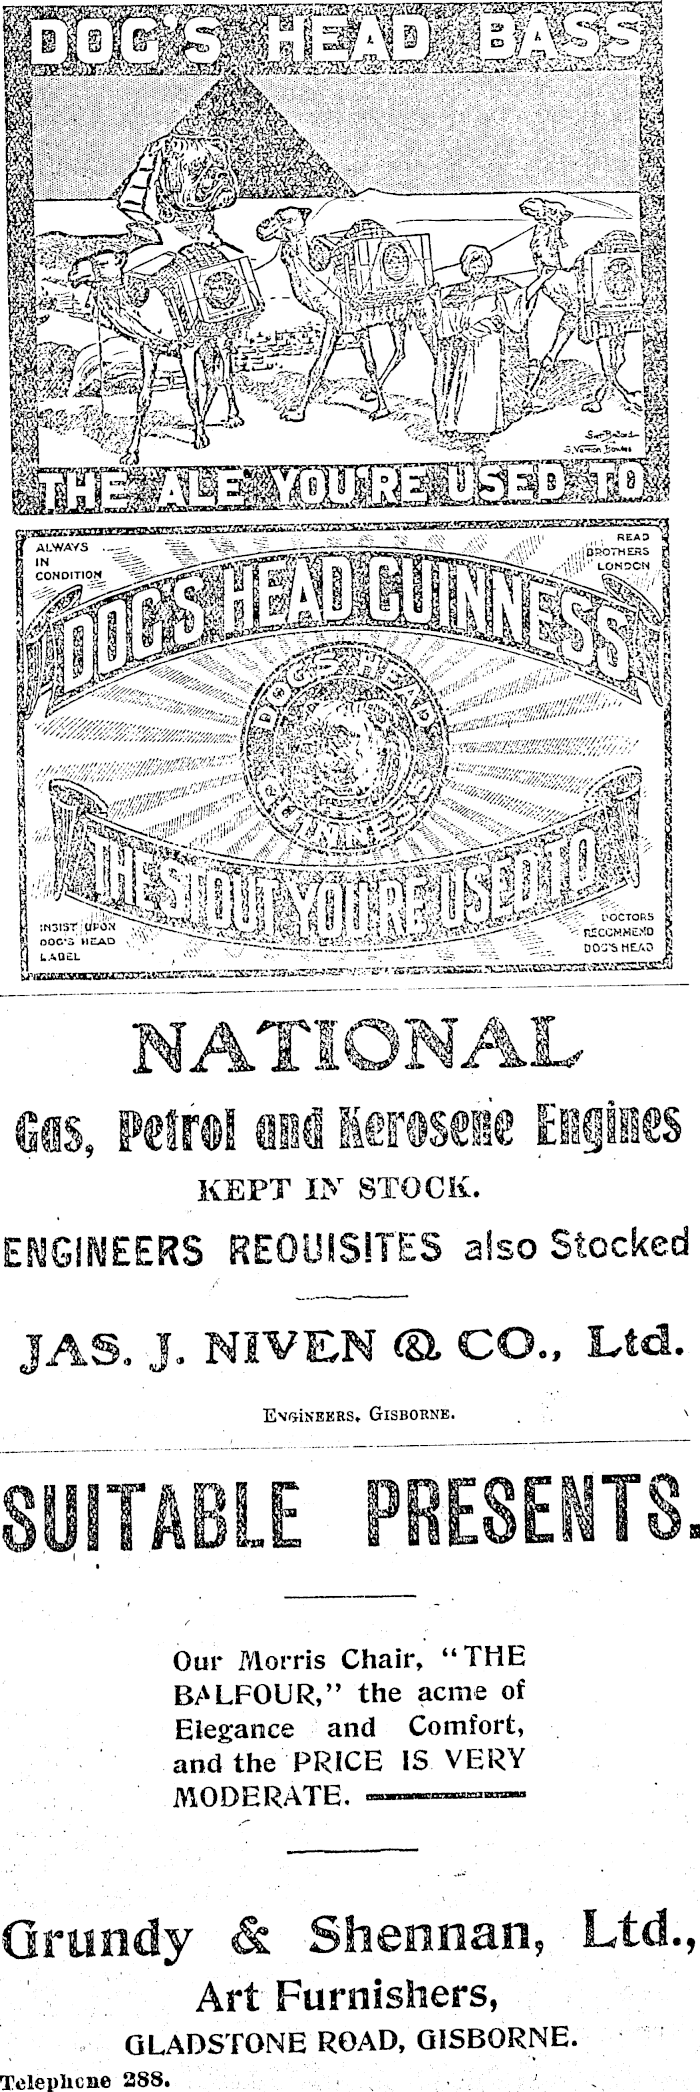 DOG'S HEAD BASS
S. Vernon
THE ALE YOU'RE USED TO
ALWAYS
IN
CONDITION
READ
BROTHERS
LONDON
DOG'S HEAD GUINNESS
DOG'S HEAD
GUINNESS
THE STOUT YOU'RE USED TO
INSIST UPON
DOG'S HEAD
LABEL
DOCTORS
RECOMMEND
DOG'S HEAD
NATIONAL
Gas, Petrol and Kerosene Engines
KEPT IN STOCK.
ENGINEERS REQUISITES also Stocked
JAS. J. NIVEN & CO., Ltd.
ENGINEERS, GISBORNE.
SUITABLE PRESENTS.
Our Morris Chair, "THE
BALFOUR," the acme of
Elegance and Comfort,
and the PRICE IS VERY
MODERATE.
Grundy & Shennan, Ltd.,
Art Furnishers,
GLADSTONE ROAD, GISBORNE.
Telephone 288.